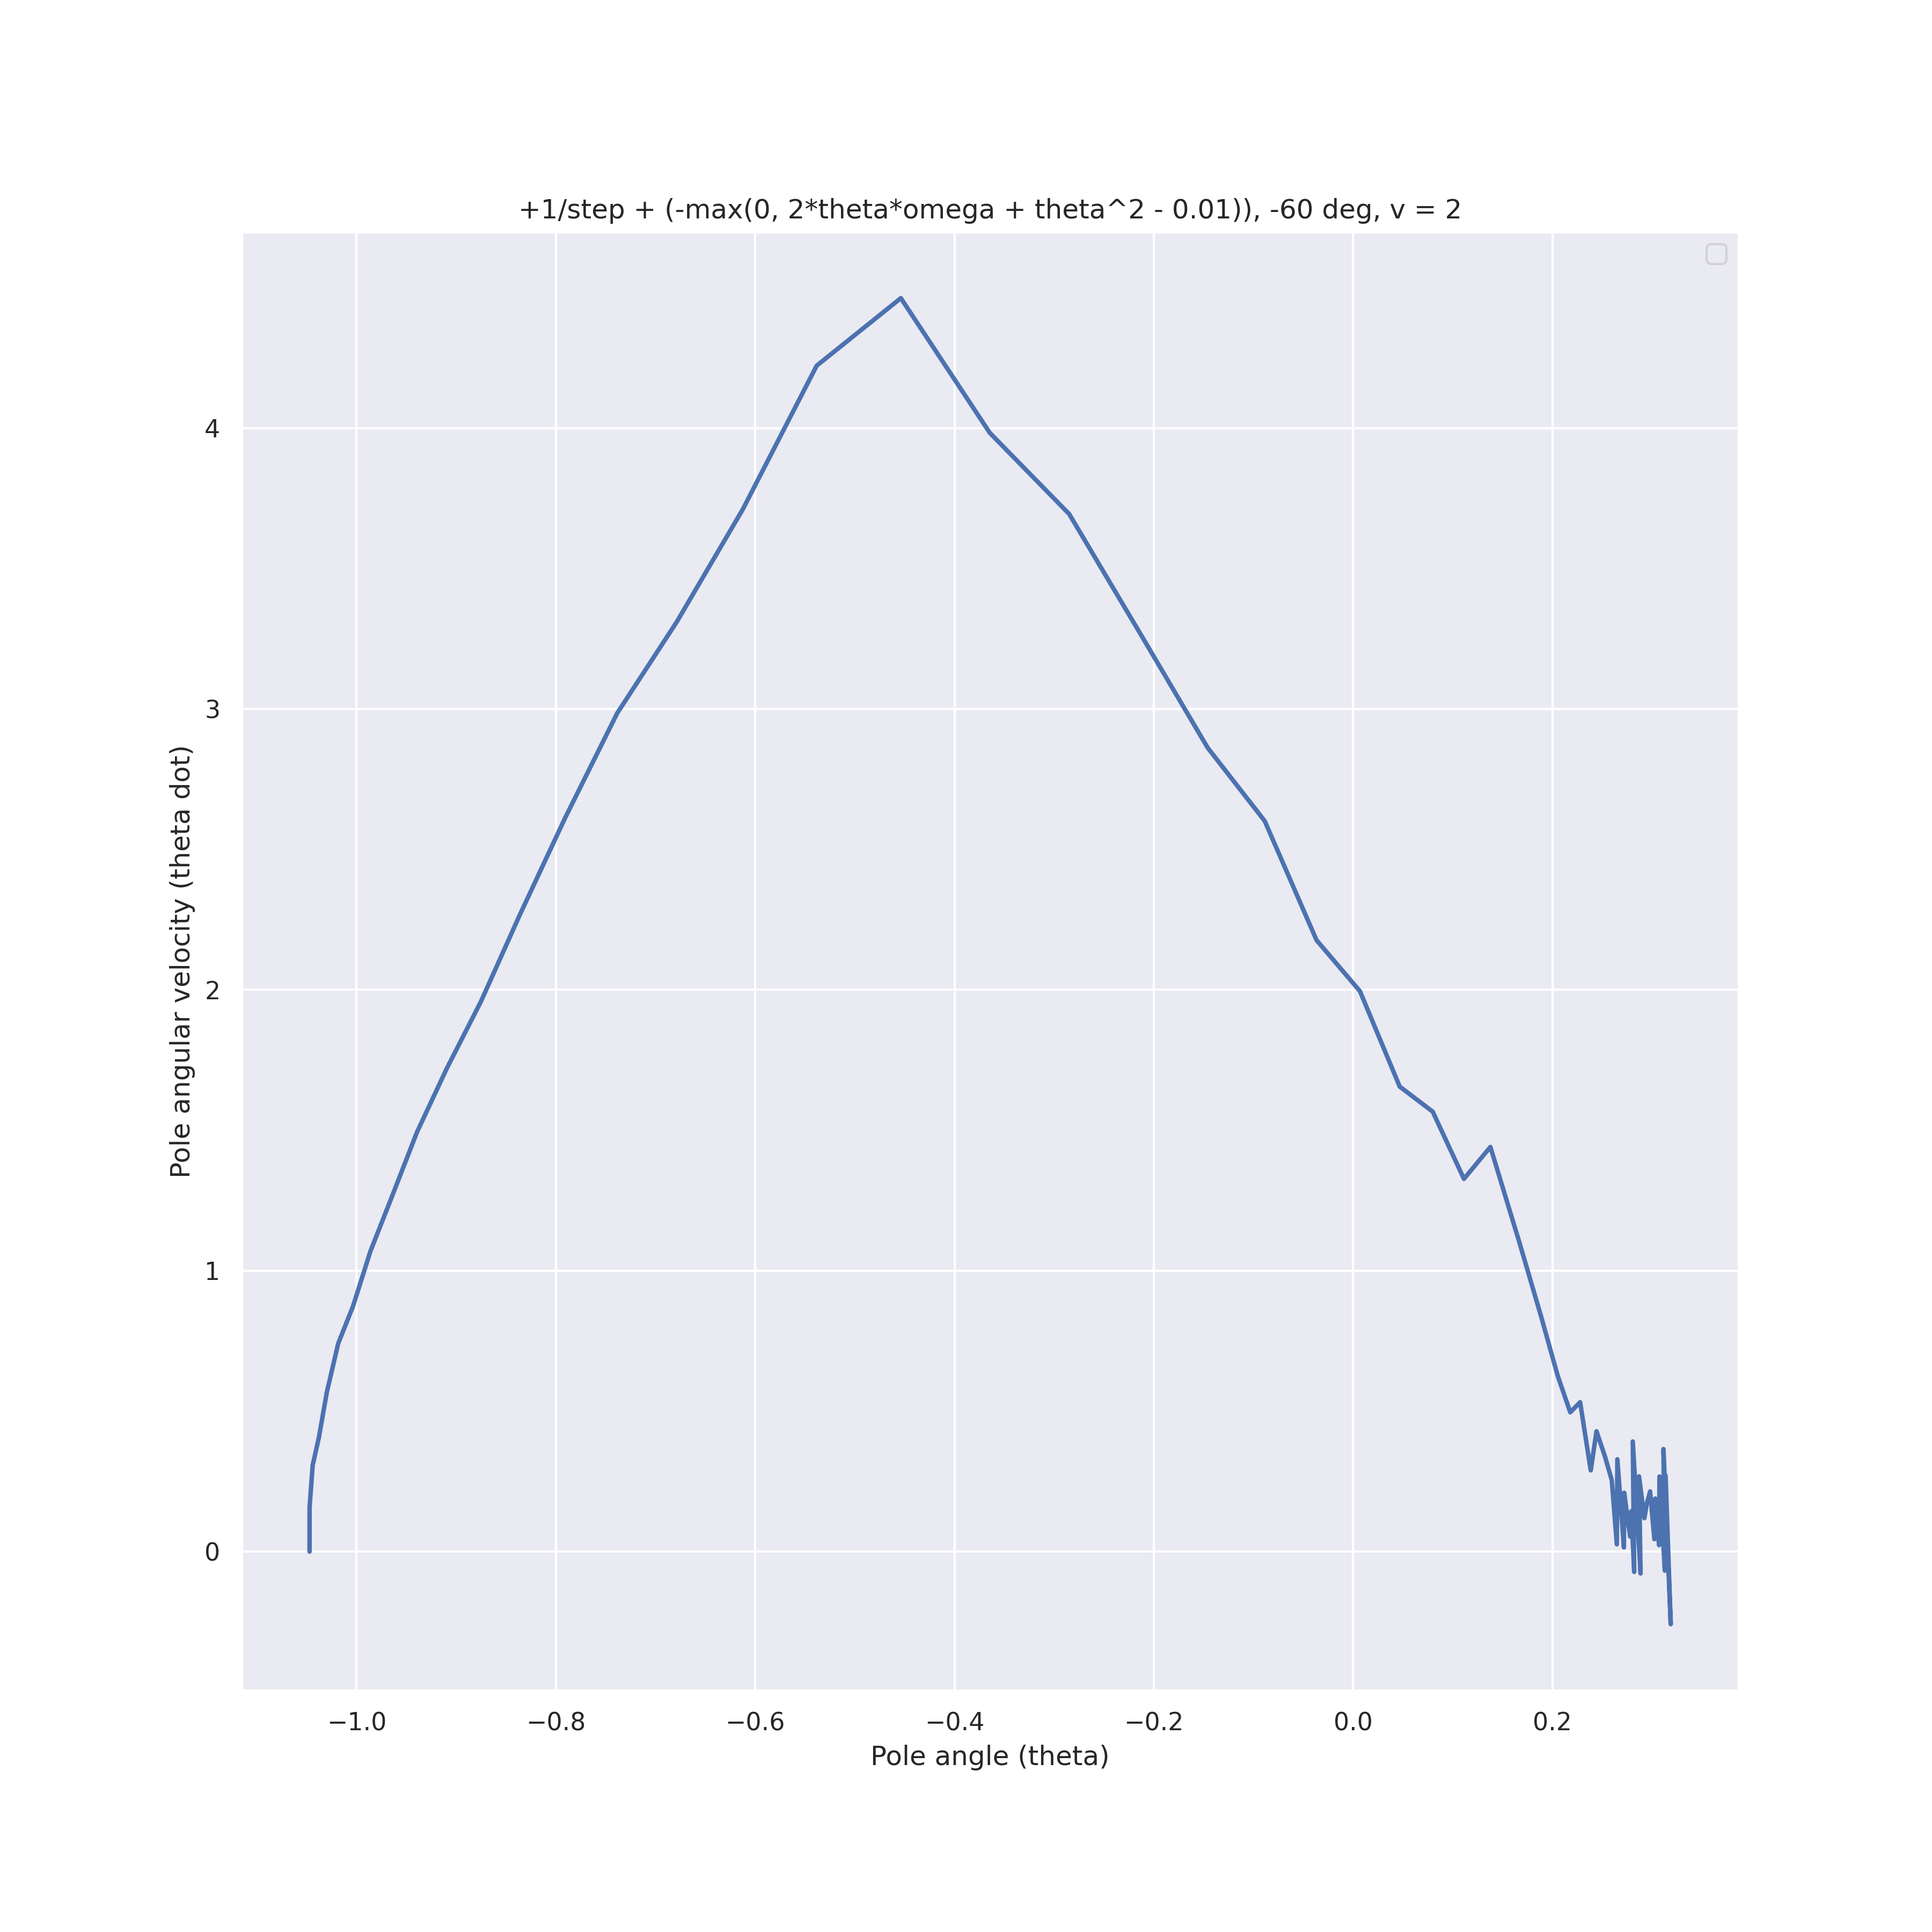 +1/step + (-max(0, 2*theta*omega + theta^2 - 0.01)), -60 deg, v = 2
4
3
2
1
0
Pole angular velocity (theta dot)
−1.0 −0.8 −0.6 −0.4 −0.2 0.0 0.2
Pole angle (theta)